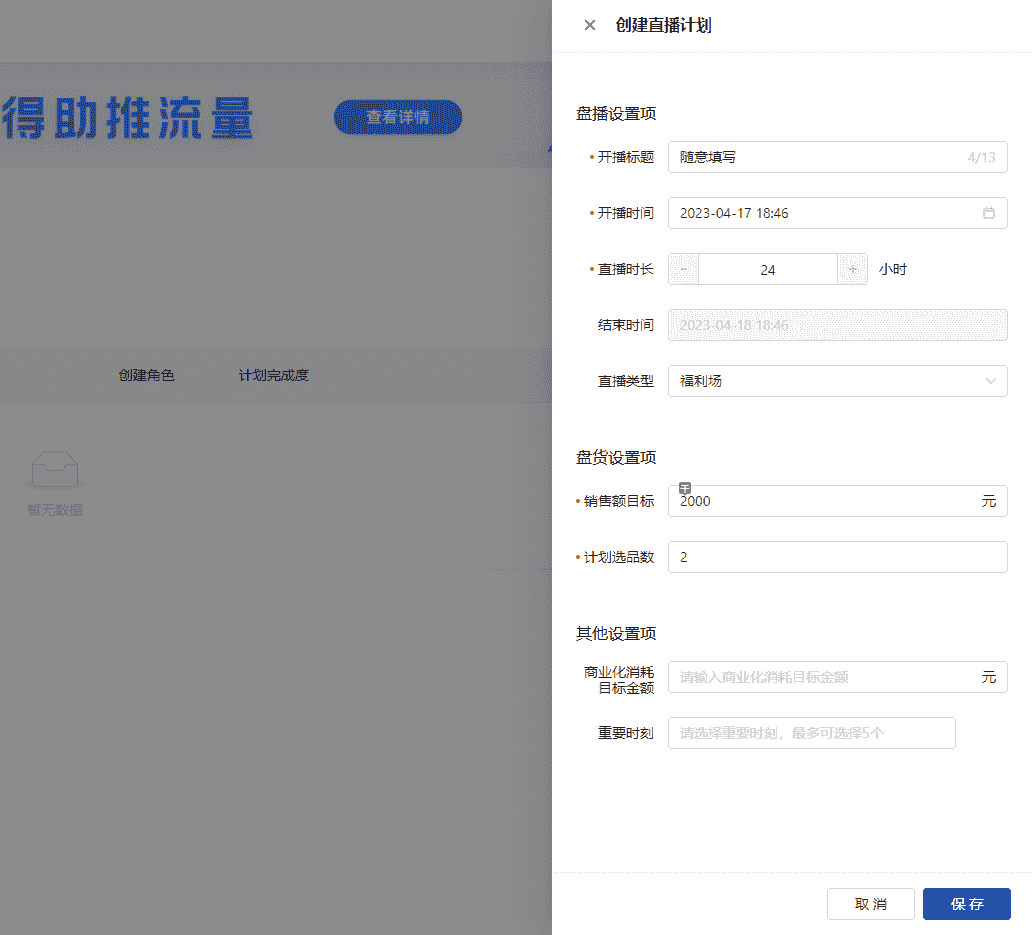 创建直播计划
得助推流量
查看详情
盘播设置项
开播标题
随意填写
4/13
开播时间
2023-04-17 18:46
直播时长
-
24
+
小时
结束时间
2023-04-18 18:46
创建角色
计划完成度
直播类型
福利场
暂无数据
盘货设置项
千
销售额目标
2000
元
计划选品数
2
其他设置项
商业化消耗
目标金额
请输入商业化消耗目标金额
元
重要时刻
请选择重要时刻，最多可选择5个
取消
保存